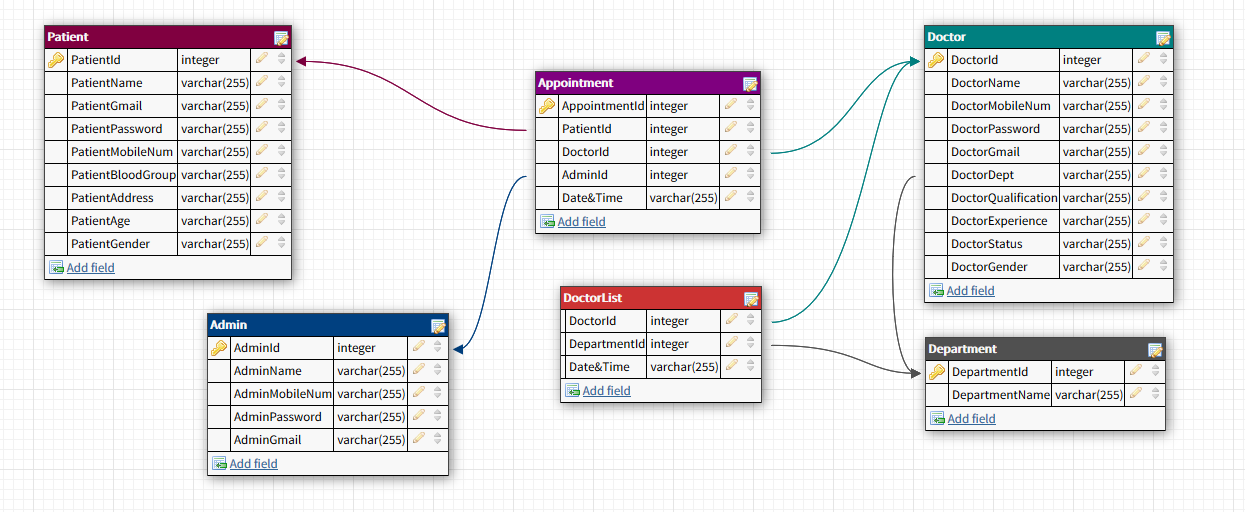 Patient
PatientId integer
PatientName varchar(255)
PatientGmail varchar(255)
PatientPassword varchar(255)
PatientMobileNum varchar(255)
PatientBloodGroup varchar(255)
PatientAddress varchar(255)
PatientAge varchar(255)
PatientGender varchar(255)
Add field
Appointment
AppointmentId integer
PatientId integer
DoctorId integer
AdminId integer
Date&Time varchar(255)
Add field
Doctor
DoctorId integer
DoctorName varchar(255)
DoctorMobileNum varchar(255)
DoctorPassword varchar(255)
DoctorGmail varchar(255)
DoctorDept varchar(255)
DoctorQualification varchar(255)
DoctorExperience varchar(255)
DoctorStatus varchar(255)
DoctorGender varchar(255)
Add field
Admin
AdminId integer
AdminName varchar(255)
AdminMobileNum varchar(255)
AdminPassword varchar(255)
AdminGmail varchar(255)
Add field
DoctorList
DoctorId integer
DepartmentId integer
Date&Time varchar(255)
Add field
Department
DepartmentId integer
DepartmentName varchar(255)
Add field